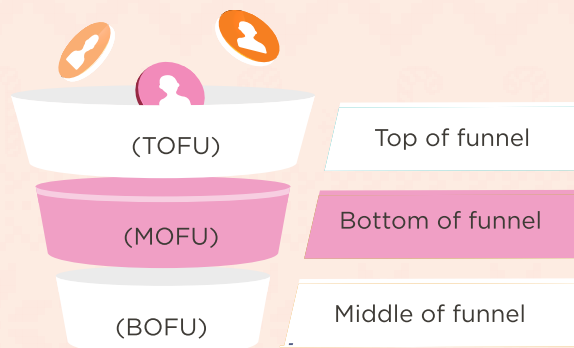 (TOFU)
Top of funnel
(MOFU)
Bottom of funnel
(BOFU)
Middle of funnel